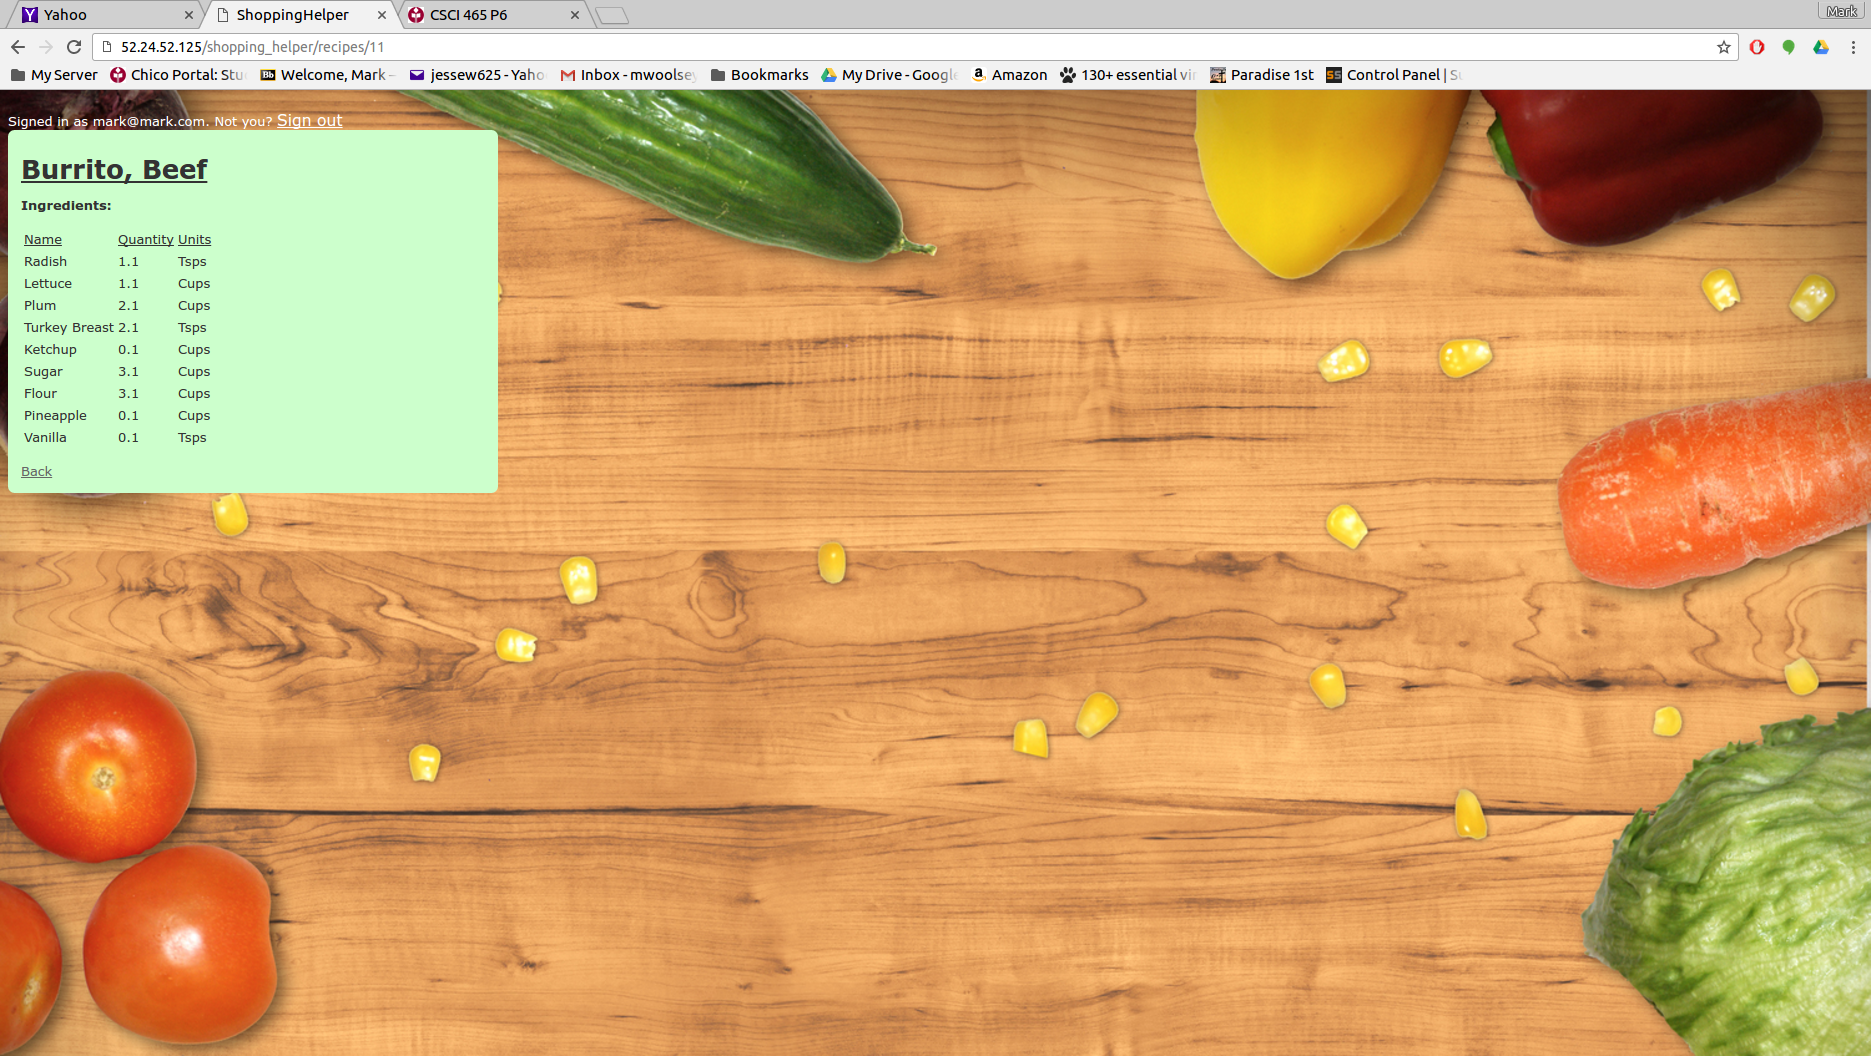 Yahoo
ShoppingHelper
CSCI 465 P6
Mark
52.24.52.125/shopping_helper/recipes/11
My Server
Chico Portal: Stu
Welcome, Mark -
jessew625 - Yaho
Inbox - mwoolsey
Bookmarks
My Drive - Google
Amazon
130+ essential vi
Paradise 1st
Control Panel | S
Signed in as mark@mark.com. Not you? Sign out
Burrito, Beef
Ingredients:
Name Quantity Units
Radish 1.1 Tsps
Lettuce 1.1 Cups
Plum 2.1 Cups
Turkey Breast 2.1 Tsps
Ketchup 0.1 Cups
Sugar 3.1 Cups
Flour 3.1 Cups
Pineapple 0.1 Cups
Vanilla 0.1 Tsps
Back